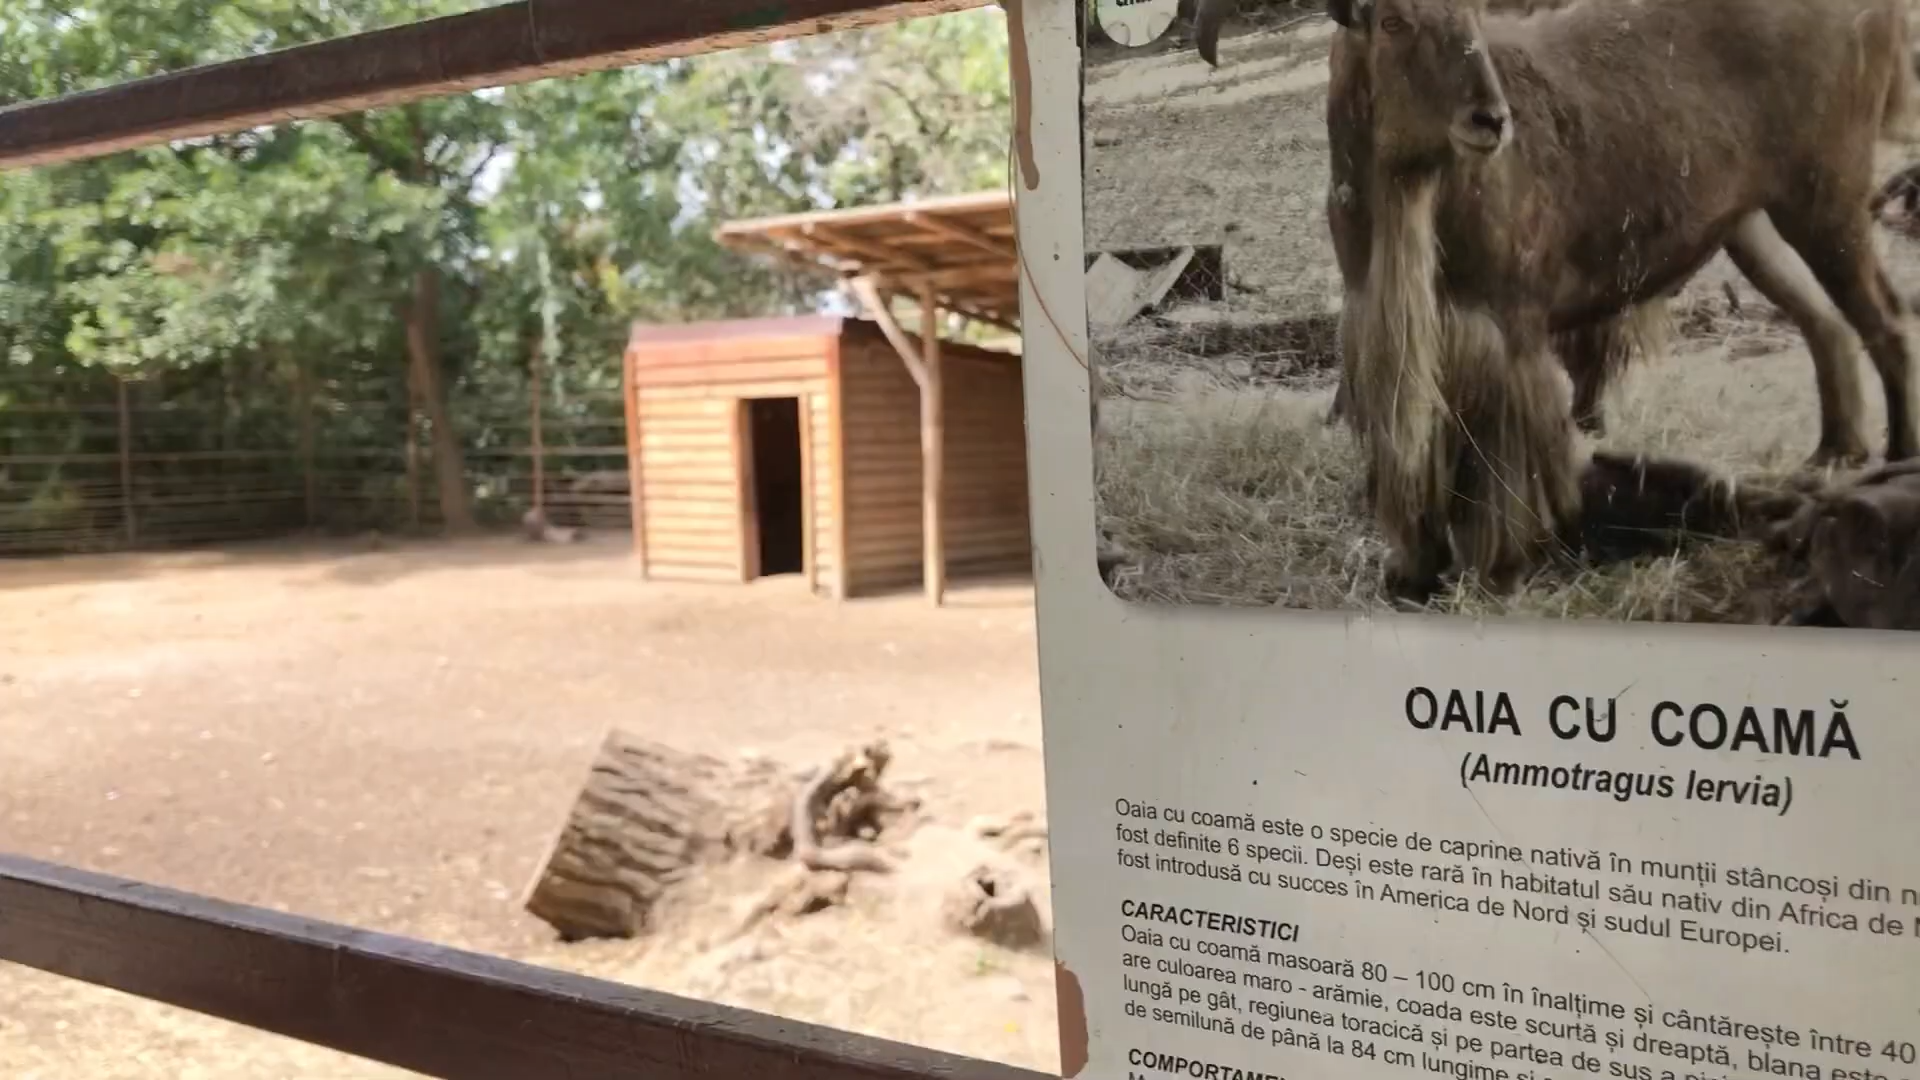 OAIA CU COAMĂ
(Ammotragus lervia)
Oaia cu coamă este o specie de caprine nativă în munții stâncoși din
fost definite 6 specii. Deși este rară în habitatul său nativ din Africa de
fost introdusă cu succes în America de Nord și sudul Europei.
CARACTERISTICI
Oaia cu coamă masoară 80 – 100 cm în înalțime și cântărește între 40
are culoarea maro - arămie, coada este scurtă și dreaptă, blana este
lungă pe gât, regiunea toracică și pe partea de sus a
de semilună de până la 84 cm lungime și